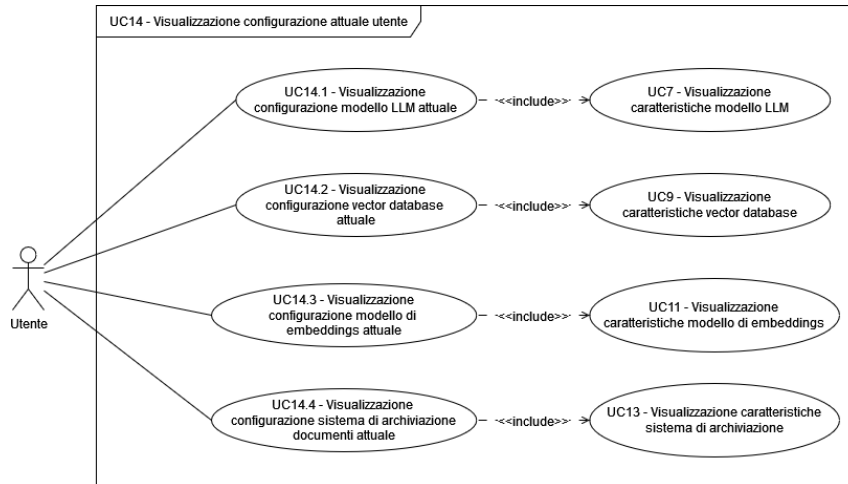 UC14 - Visualizzazione configurazione attuale utente
UC14.1 - Visualizzazione
configurazione modello LLM attuale
<<include>>
UC7 - Visualizzazione
caratteristiche modello LLM
UC14.2 - Visualizzazione
configurazione vector database
attuale
<<include>>
UC9 - Visualizzazione
caratteristiche vector database
UC14.3 - Visualizzazione
configurazione modello di
embeddings attuale
<<include>>
UC11 - Visualizzazione
caratteristiche modello di embeddings
Utente
UC14.4 - Visualizzazione
configurazione sistema di archiviazione
documenti attuale
<<include>>
UC13 - Visualizzazione caratteristiche
sistema di archiviazione